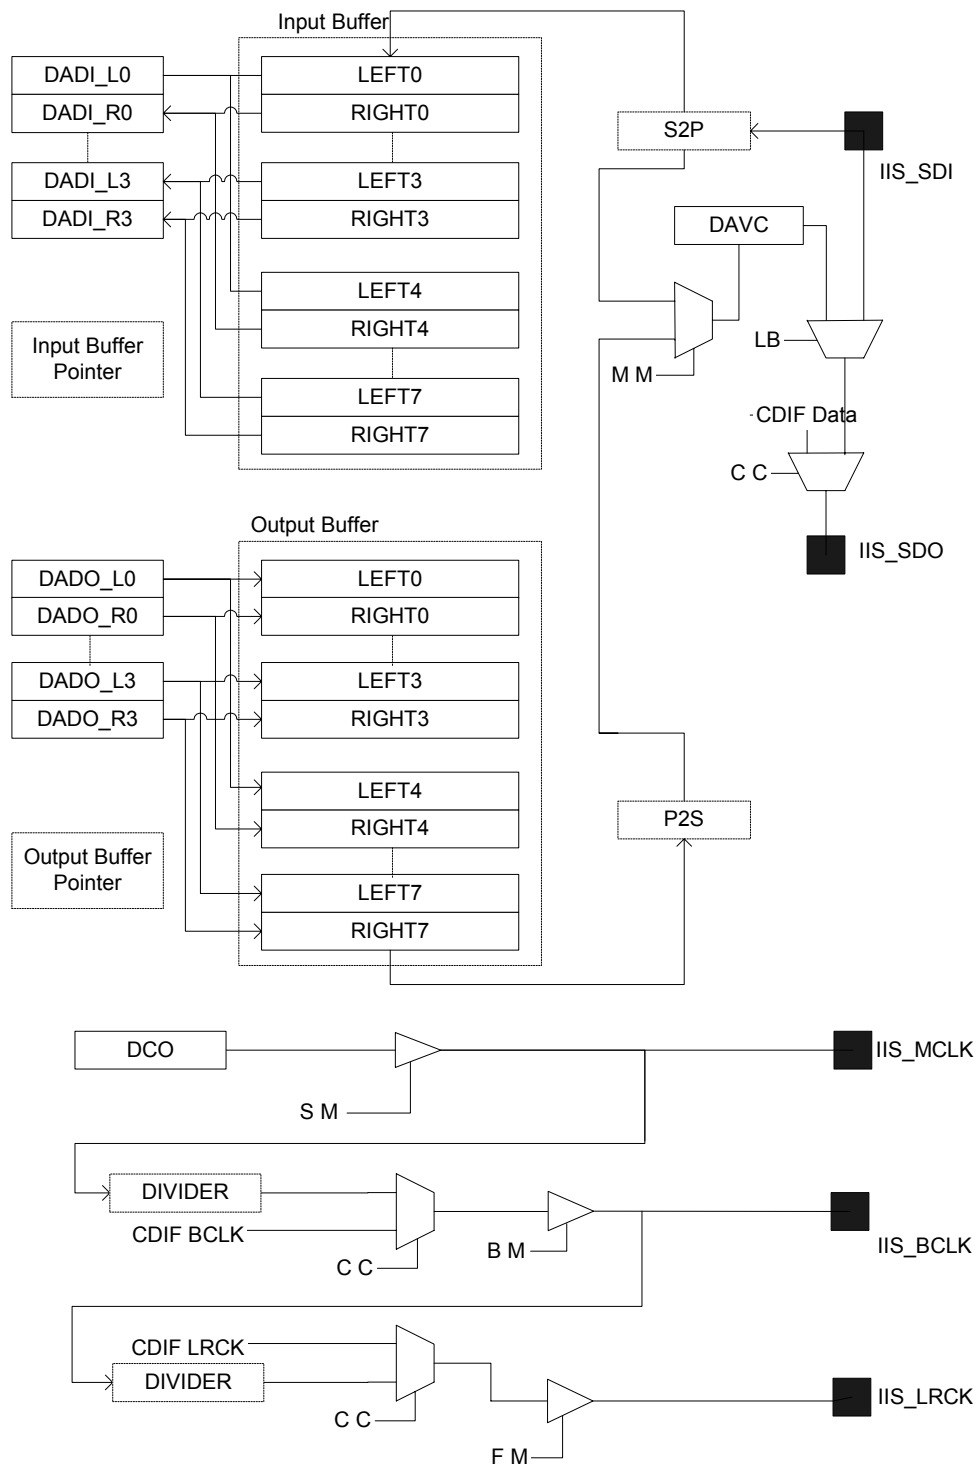 Input Buffer
DADI_L0
DADI_R0
DADI_L3
DADI_R3
Input Buffer
Pointer
LEFT0
RIGHT0
LEFT3
RIGHT3
LEFT4
RIGHT4
LEFT7
RIGHT7
S2P
IIS_SDI
DAVC
LB
M M
CDIF Data
C C
IIS_SDO
Output Buffer
DADO_L0
DADO_R0
DADO_L3
DADO_R3
Output Buffer
Pointer
LEFT0
RIGHT0
LEFT3
RIGHT3
LEFT4
RIGHT4
LEFT7
RIGHT7
P2S
DCO
S M
IIS_MCLK
DIVIDER
CDIF BCLK
C C
B M
IIS_BCLK
CDIF LRCK
DIVIDER
C C
F M
IIS_LRCK